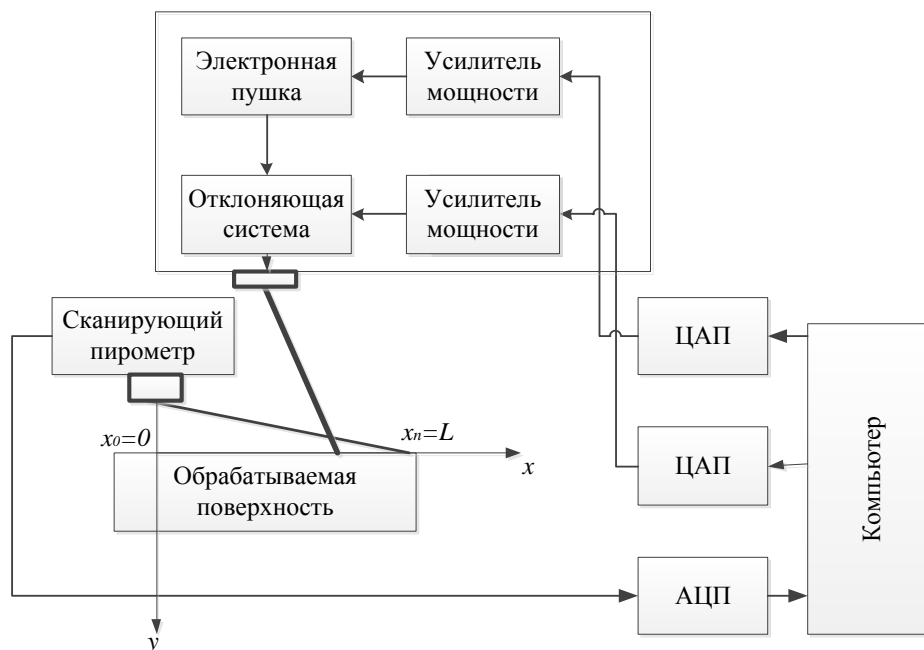 Электронная
пушка
Усилитель
мощности
Отклоняющая
система
Усилитель
мощности
Сканирующий
пирометр
ЦАП
x₀=0
xₙ=L
x
ЦАП
Обрабатываемая
поверхность
Компьютер
АЦП
y